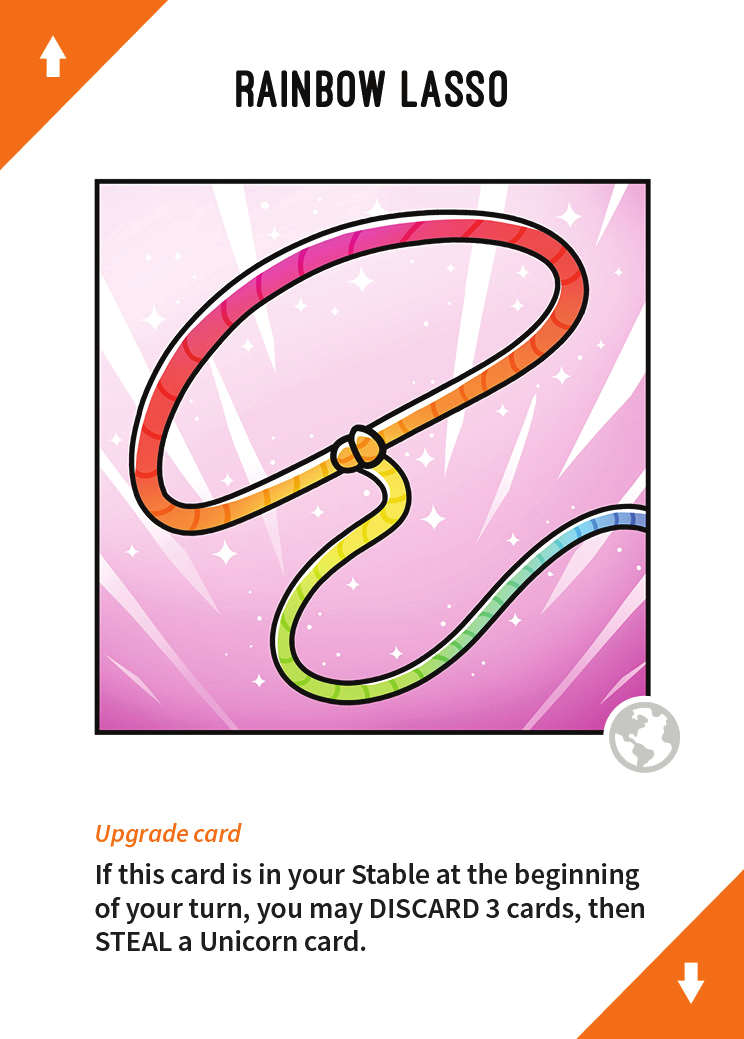 RAINBOW LASSO
Upgrade card
If this card is in your Stable at the beginning
of your turn, you may DISCARD 3 cards, then
STEAL a Unicorn card.